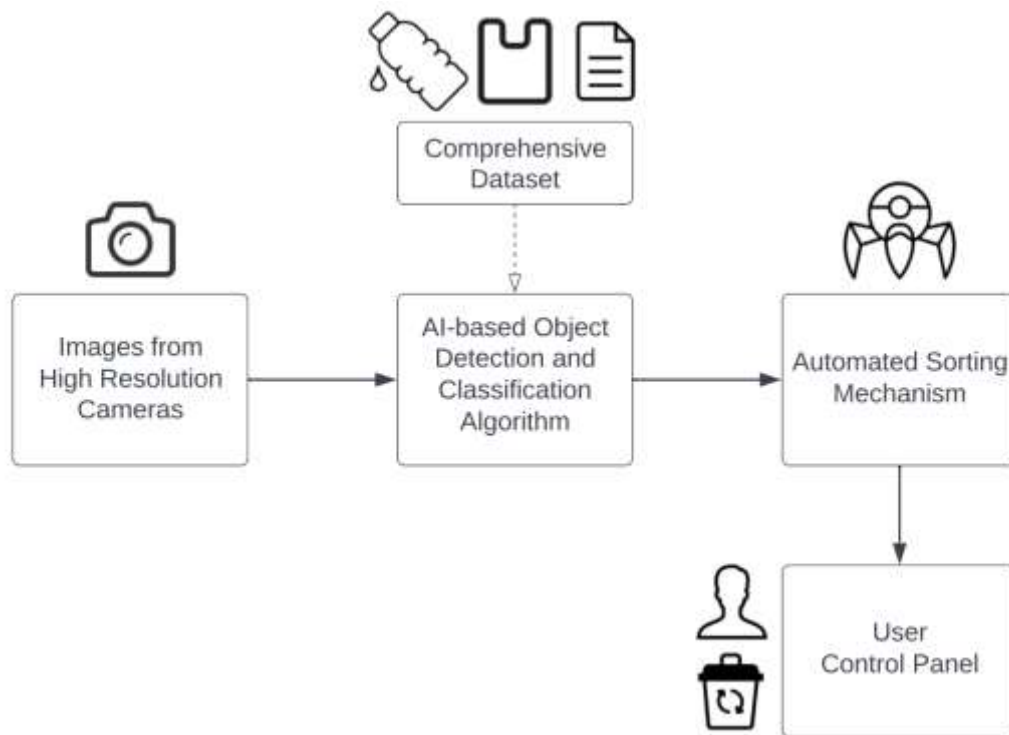 Comprehensive
Dataset
Images from
High Resolution
Cameras
AI-based Object
Detection and
Classification
Algorithm
Automated Sorting
Mechanism
User
Control Panel